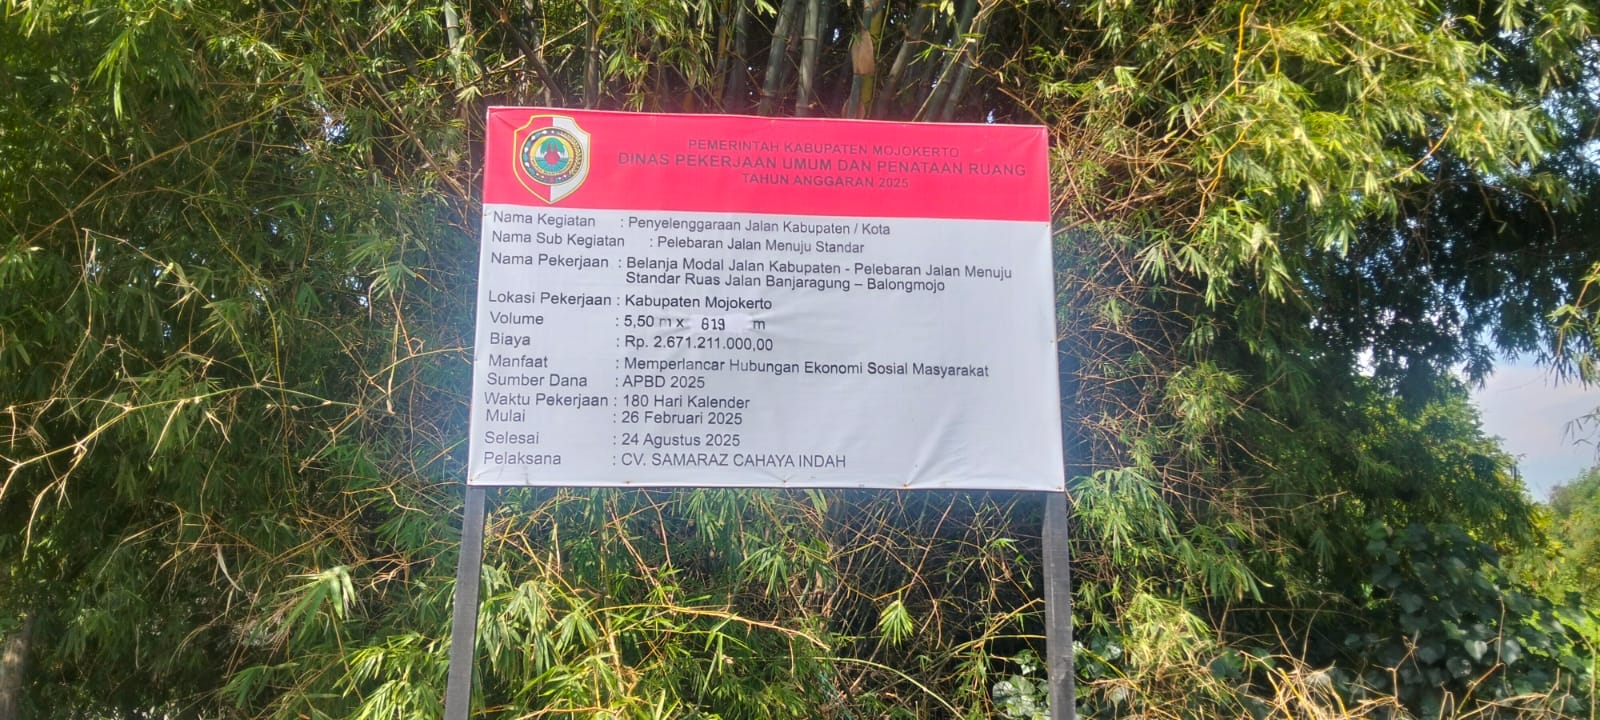 PEMERINTAH KABUPATEN MOJOKERTO
DINAS PEKERJAAN UMUM DAN PENATAAN RUANG
TAHUN ANGGARAN 2025
Nama Kegiatan : Penyelenggaraan Jalan Kabupaten / Kota
Nama Sub Kegiatan : Pelebaran Jalan Menuju Standar
Nama Pekerjaan : Belanja Modal Jalan Kabupaten - Pelebaran Jalan Menuju
Standar Ruas Jalan Banjaragung – Balongmojo
Lokasi Pekerjaan : Kabupaten Mojokerto
Volume : 5,50 m x 819 m
Biaya : Rp. 2.671.211.000,00
Manfaat : Memperlancar Hubungan Ekonomi Sosial Masyarakat
Sumber Dana : APBD 2025
Waktu Pekerjaan : 180 Hari Kalender
Mulai : 26 Februari 2025
Selesai : 24 Agustus 2025
Pelaksana : CV. SAMARAZ CAHAYA INDAH